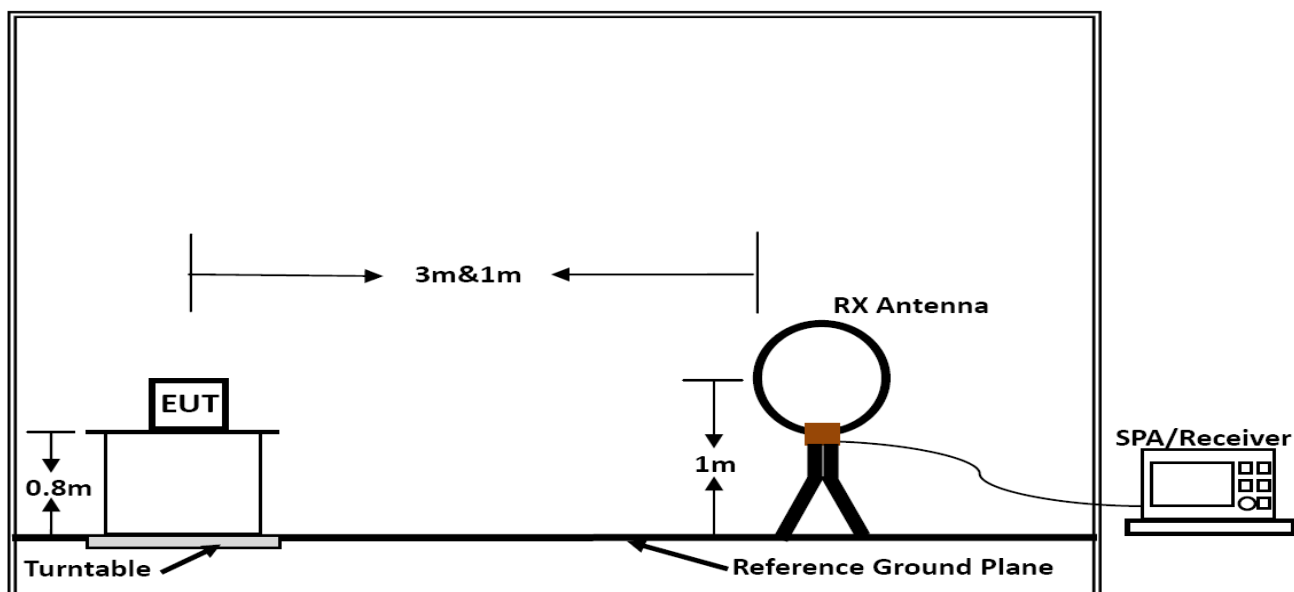 3m&1m
RX Antenna
EUT
SPA/Receiver
1m
0.8m
Turntable
Reference Ground Plane